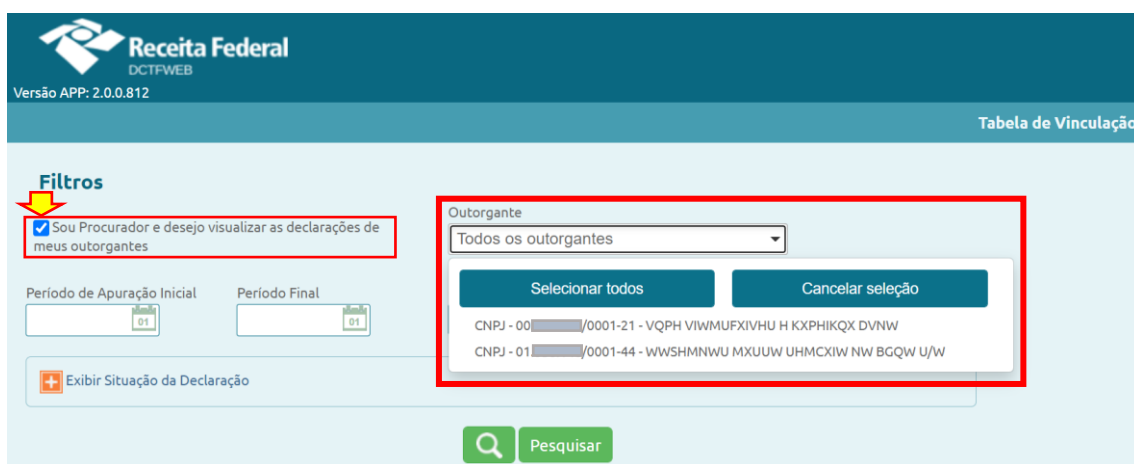 Receita Federal
DCTFWEB
Versão APP: 2.0.0.812
Tabela de Vinculação
Filtros
Sou Procurador e desejo visualizar as declarações de
meus outorgantes
Outorgante
Todos os outorgantes
Selecionar todos
Cancelar seleção
CNPJ - 00 /0001-21 - VQPH VIWMUFXIVHU H KXPHIKQX DVNW
CNPJ - 01. /0001-44 - WWSHMNWU MXUUW UHMCXIW NW BGQW U/W
Período de Apuração Inicial
Período Final
01
01
Exibir Situação da Declaração
Pesquisar